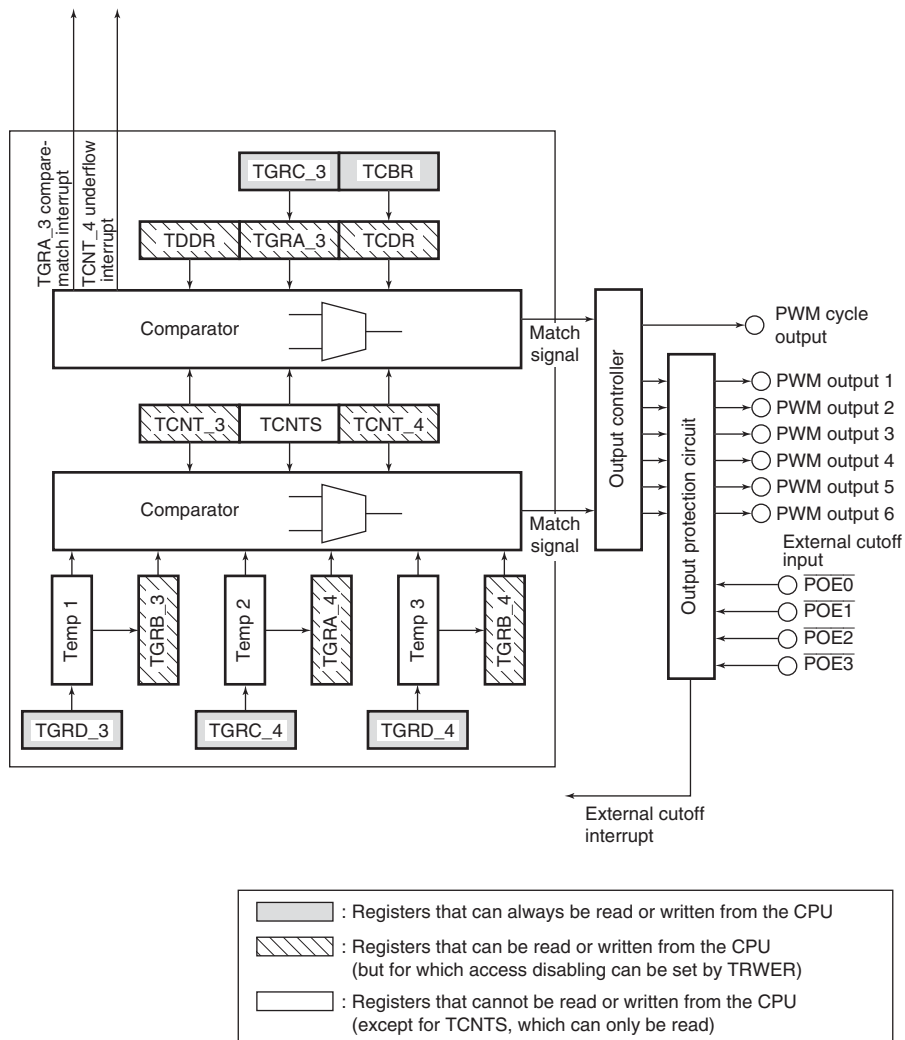 TGRA_3 compare-
match interrupt
TCNT_4 underflow
interrupt
TGRC_3
TCBR
TDDR
TGRA_3
TCDR
Comparator
Match
signal
Output controller
PWM cycle
output
Output protection circuit
PWM output 1
PWM output 2
PWM output 3
PWM output 4
PWM output 5
PWM output 6
TCNT_3
TCNTS
TCNT_4
Comparator
Match
signal
External cutoff
input
POE0
POE1
POE2
POE3
Temp 1
TGRB_3
Temp 2
TGRA_4
Temp 3
TGRB_4
TGRD_3
TGRC_4
TGRD_4
External cutoff
interrupt
: Registers that can always be read or written from the CPU
: Registers that can be read or written from the CPU
(but for which access disabling can be set by TRWER)
: Registers that cannot be read or written from the CPU
(except for TCNTS, which can only be read)